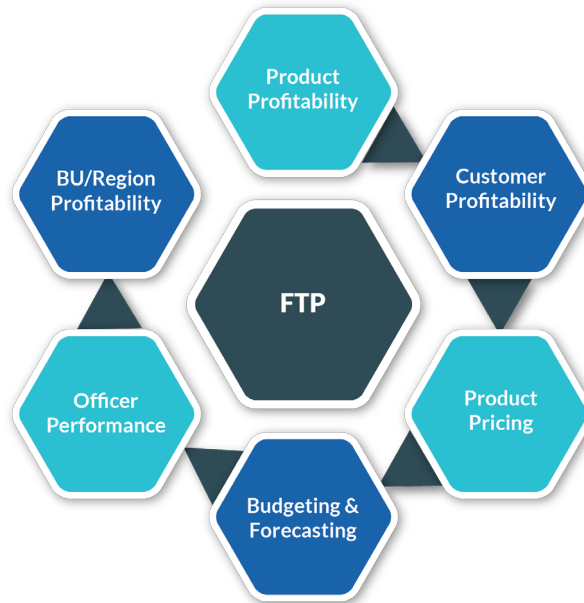 Product
Profitability
Customer
Profitability
Product
Pricing
Budgeting &
Forecasting
Officer
Performance
BU/Region
Profitability
FTP